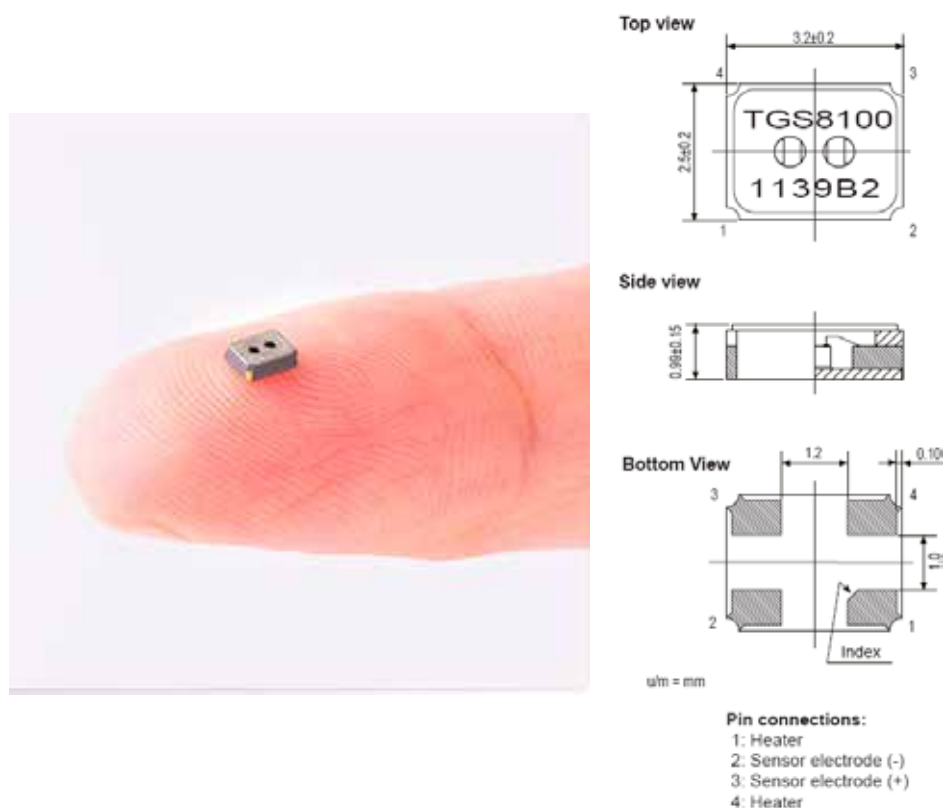 Top view
3.2±0.2
4
3
2.5±0.2
TGS8100
1139B2
1
2
Side view
0.99±0.15
Bottom View
1.2
0.100
3
4
1.0
2
1
Index
u/m = mm
Pin connections:
1: Heater
2: Sensor electrode (-)
3: Sensor electrode (+)
4: Heater